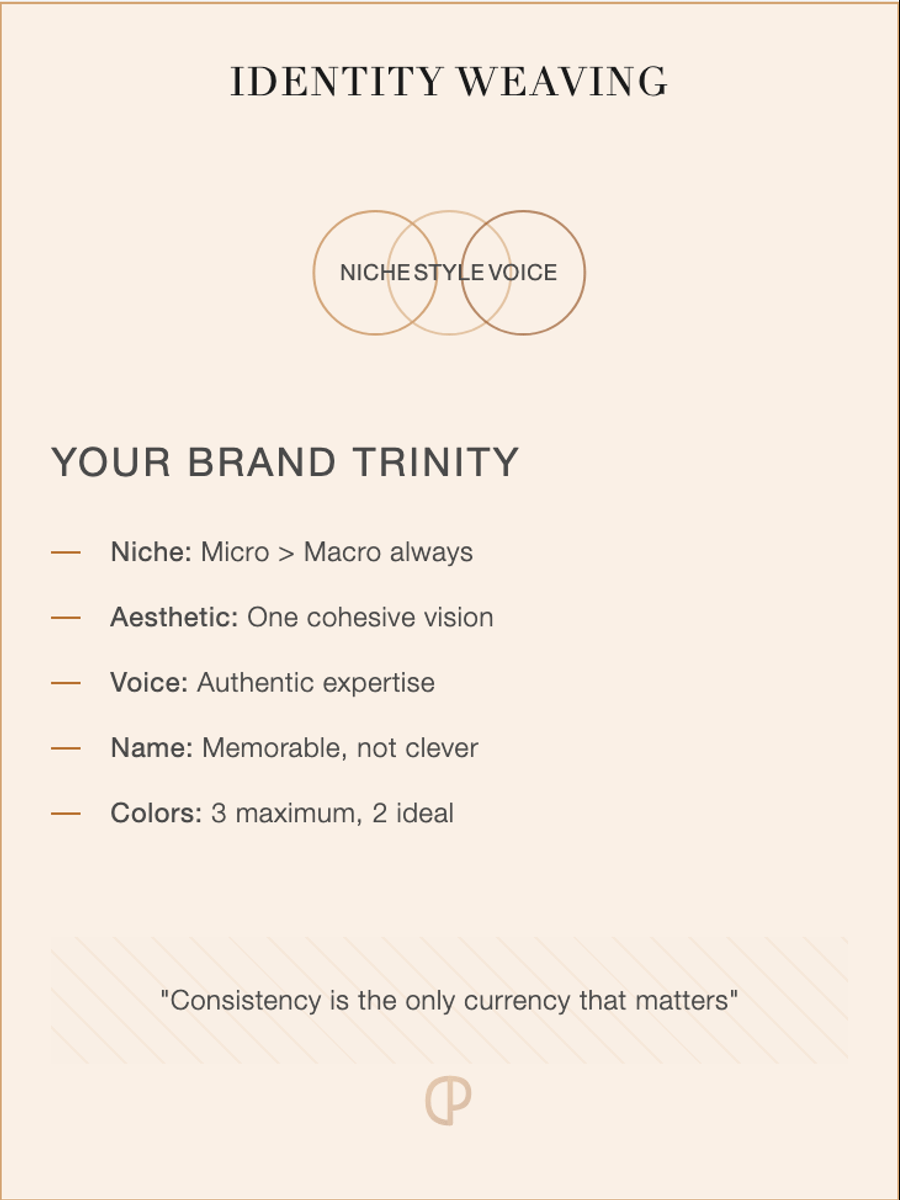 IDENTITY WEAVING
NICHE STYLE VOICE
YOUR BRAND TRINITY
— Niche: Micro > Macro always
— Aesthetic: One cohesive vision
— Voice: Authentic expertise
— Name: Memorable, not clever
— Colors: 3 maximum, 2 ideal
"Consistency is the only currency that matters"